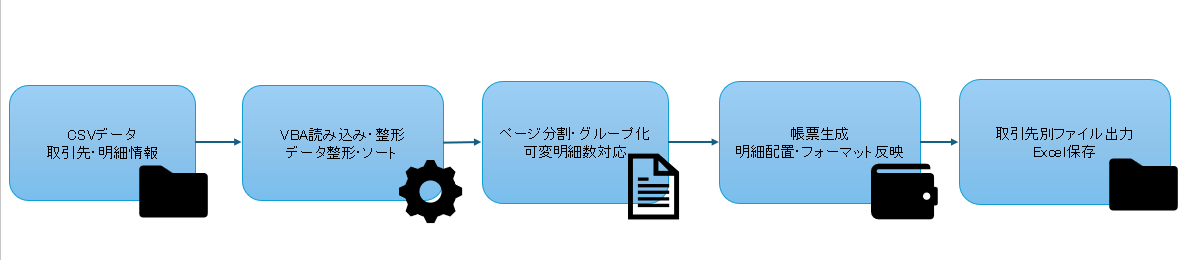 CSVデータ
取引先・明細情報
VBA読み込み・整形
データ整形・ソート
ページ分割・グループ化
可変明細数対応
帳票生成
明細配置・フォーマット反映
取引先別ファイル出力
Excel保存